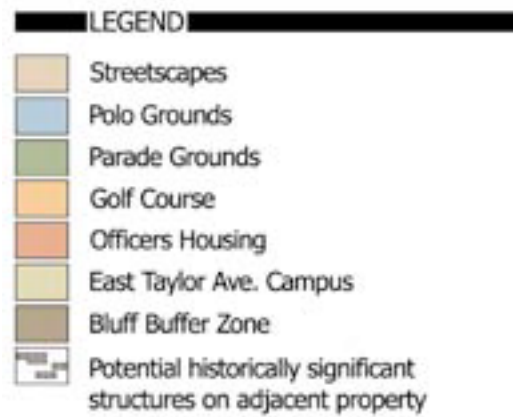 LEGEND
Streetscapes
Polo Grounds
Parade Grounds
Golf Course
Officers Housing
East Taylor Ave. Campus
Bluff Buffer Zone
Potential historically significant
structures on adjacent property